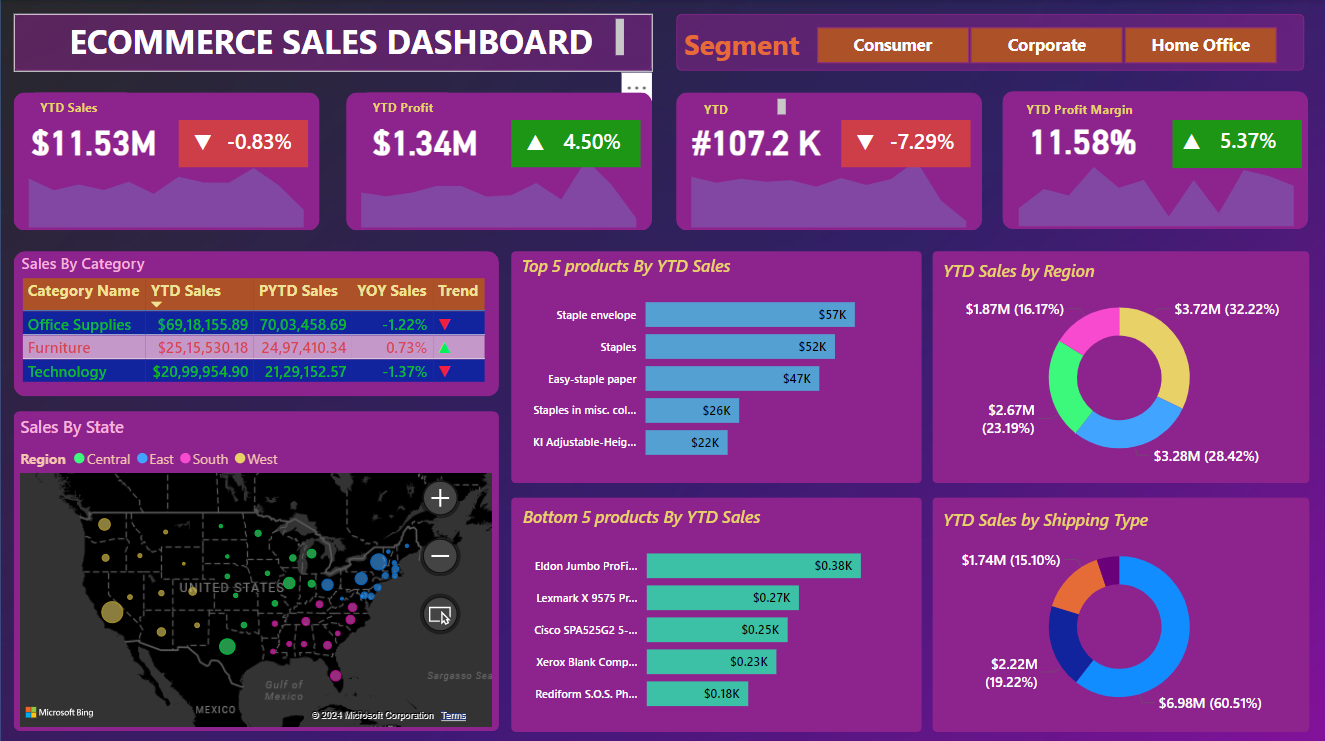 ECOMMERCE SALES DASHBOARD
Segment
Consumer
Corporate
Home Office
YTD Sales
$11.53M
▼ -0.83%
YTD Profit
$1.34M
▲ 4.50%
YTD
#107.2 K
▼ -7.29%
YTD Profit Margin
11.58%
▲ 5.37%
Sales By Category
Category Name YTD Sales PYTD Sales YOY Sales Trend
Office Supplies $69,18,155.89 70,03,458.69 -1.22% ▼
Furniture $25,15,530.18 24,97,410.34 0.73% ▲
Technology $20,99,954.90 21,29,152.57 -1.37% ▼
Sales By State
Region Central East South West
UNITED STATES
Gulf of
Mexico
MEXICO
Sargasso Sea
Microsoft Bing
© 2024 Microsoft Corporation Terms
Top 5 products By YTD Sales
Staple envelope $57K
Staples $52K
Easy-staple paper $47K
Staples in misc. col... $26K
KI Adjustable-Heig... $22K
Bottom 5 products By YTD Sales
Eldon Jumbo ProFi... $0.38K
Lexmark X 9575 Pr... $0.27K
Cisco SPA525G2 5-... $0.25K
Xerox Blank Comp... $0.23K
Rediform S.O.S. Ph... $0.18K
YTD Sales by Region
$1.87M (16.17%)
$3.72M (32.22%)
$2.67M
(23.19%)
$3.28M (28.42%)
YTD Sales by Shipping Type
$1.74M (15.10%)
$2.22M
(19.22%)
$6.98M (60.51%)